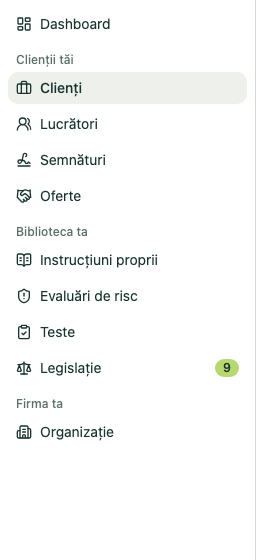 Dashboard
Clienții tăi
Clienți
Lucrători
Semnături
Oferte
Biblioteca ta
Instrucțiuni proprii
Evaluări de risc
Teste
Legislație 9
Firma ta
Organizație